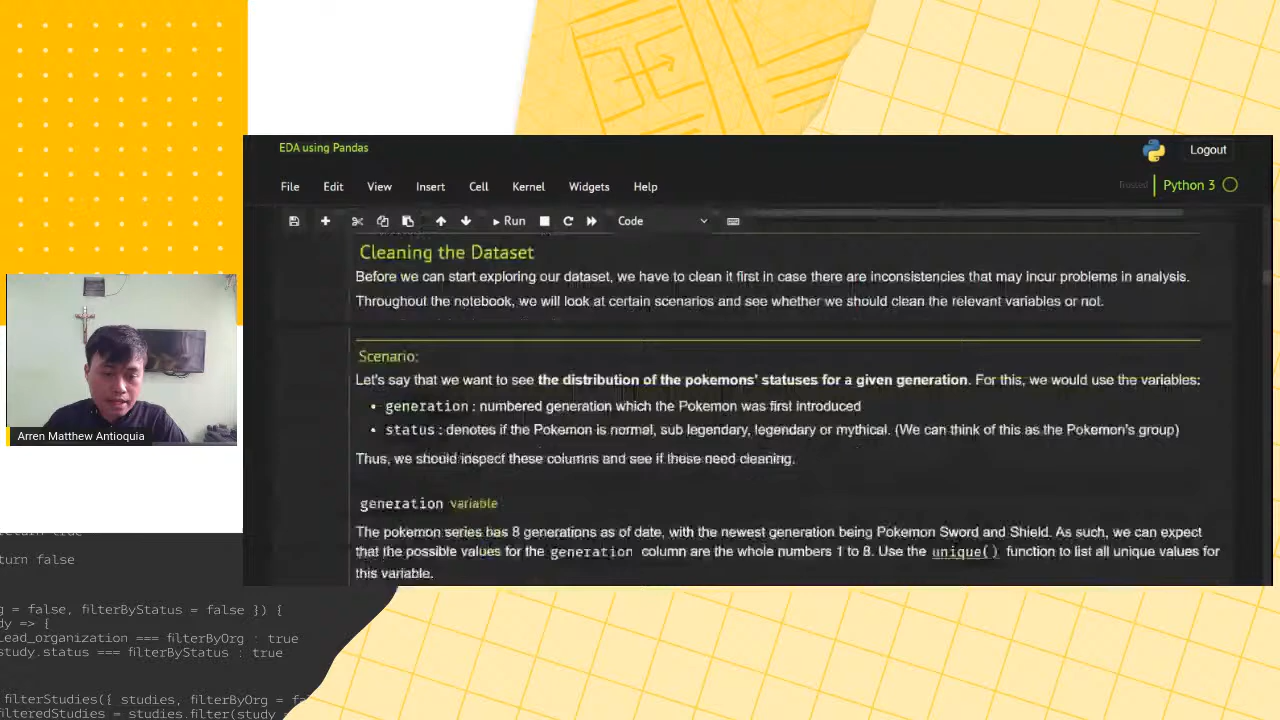 EDA using Pandas
Logout
File Edit View Insert Cell Kernel Widgets Help
Trusted
Python 3
Run
Code
Cleaning the Dataset
Before we can start exploring our dataset, we have to clean it first in case there are inconsistencies that may incur problems in analysis.
Throughout the notebook, we will look at certain scenarios and see whether we should clean the relevant variables or not.
Scenario:
Let's say that we want to see the distribution of the pokemons' statuses for a given generation. For this, we would use the variables:
• generation : numbered generation which the Pokemon was first introduced
• status : denotes if the Pokemon is normal, sub legendary, legendary or mythical. (We can think of this as the Pokemon's group)
Thus, we should inspect these columns and see if these need cleaning.
generation variable
The pokemon series has 8 generations as of date, with the newest generation being Pokemon Sword and Shield. As such, we can expect
that the possible values for the generation column are the whole numbers 1 to 8. Use the unique() function to list all unique values for
this variable.
Arren Matthew Antioquia
return true
turn false
g = false, filterByStatus = false }) {
dy => {
lead_organization === filterByOrg : true
study.status === filterByStatus : true
filterStudies({ studies, filterByOrg = fa
filteredStudies = studies.filter(study